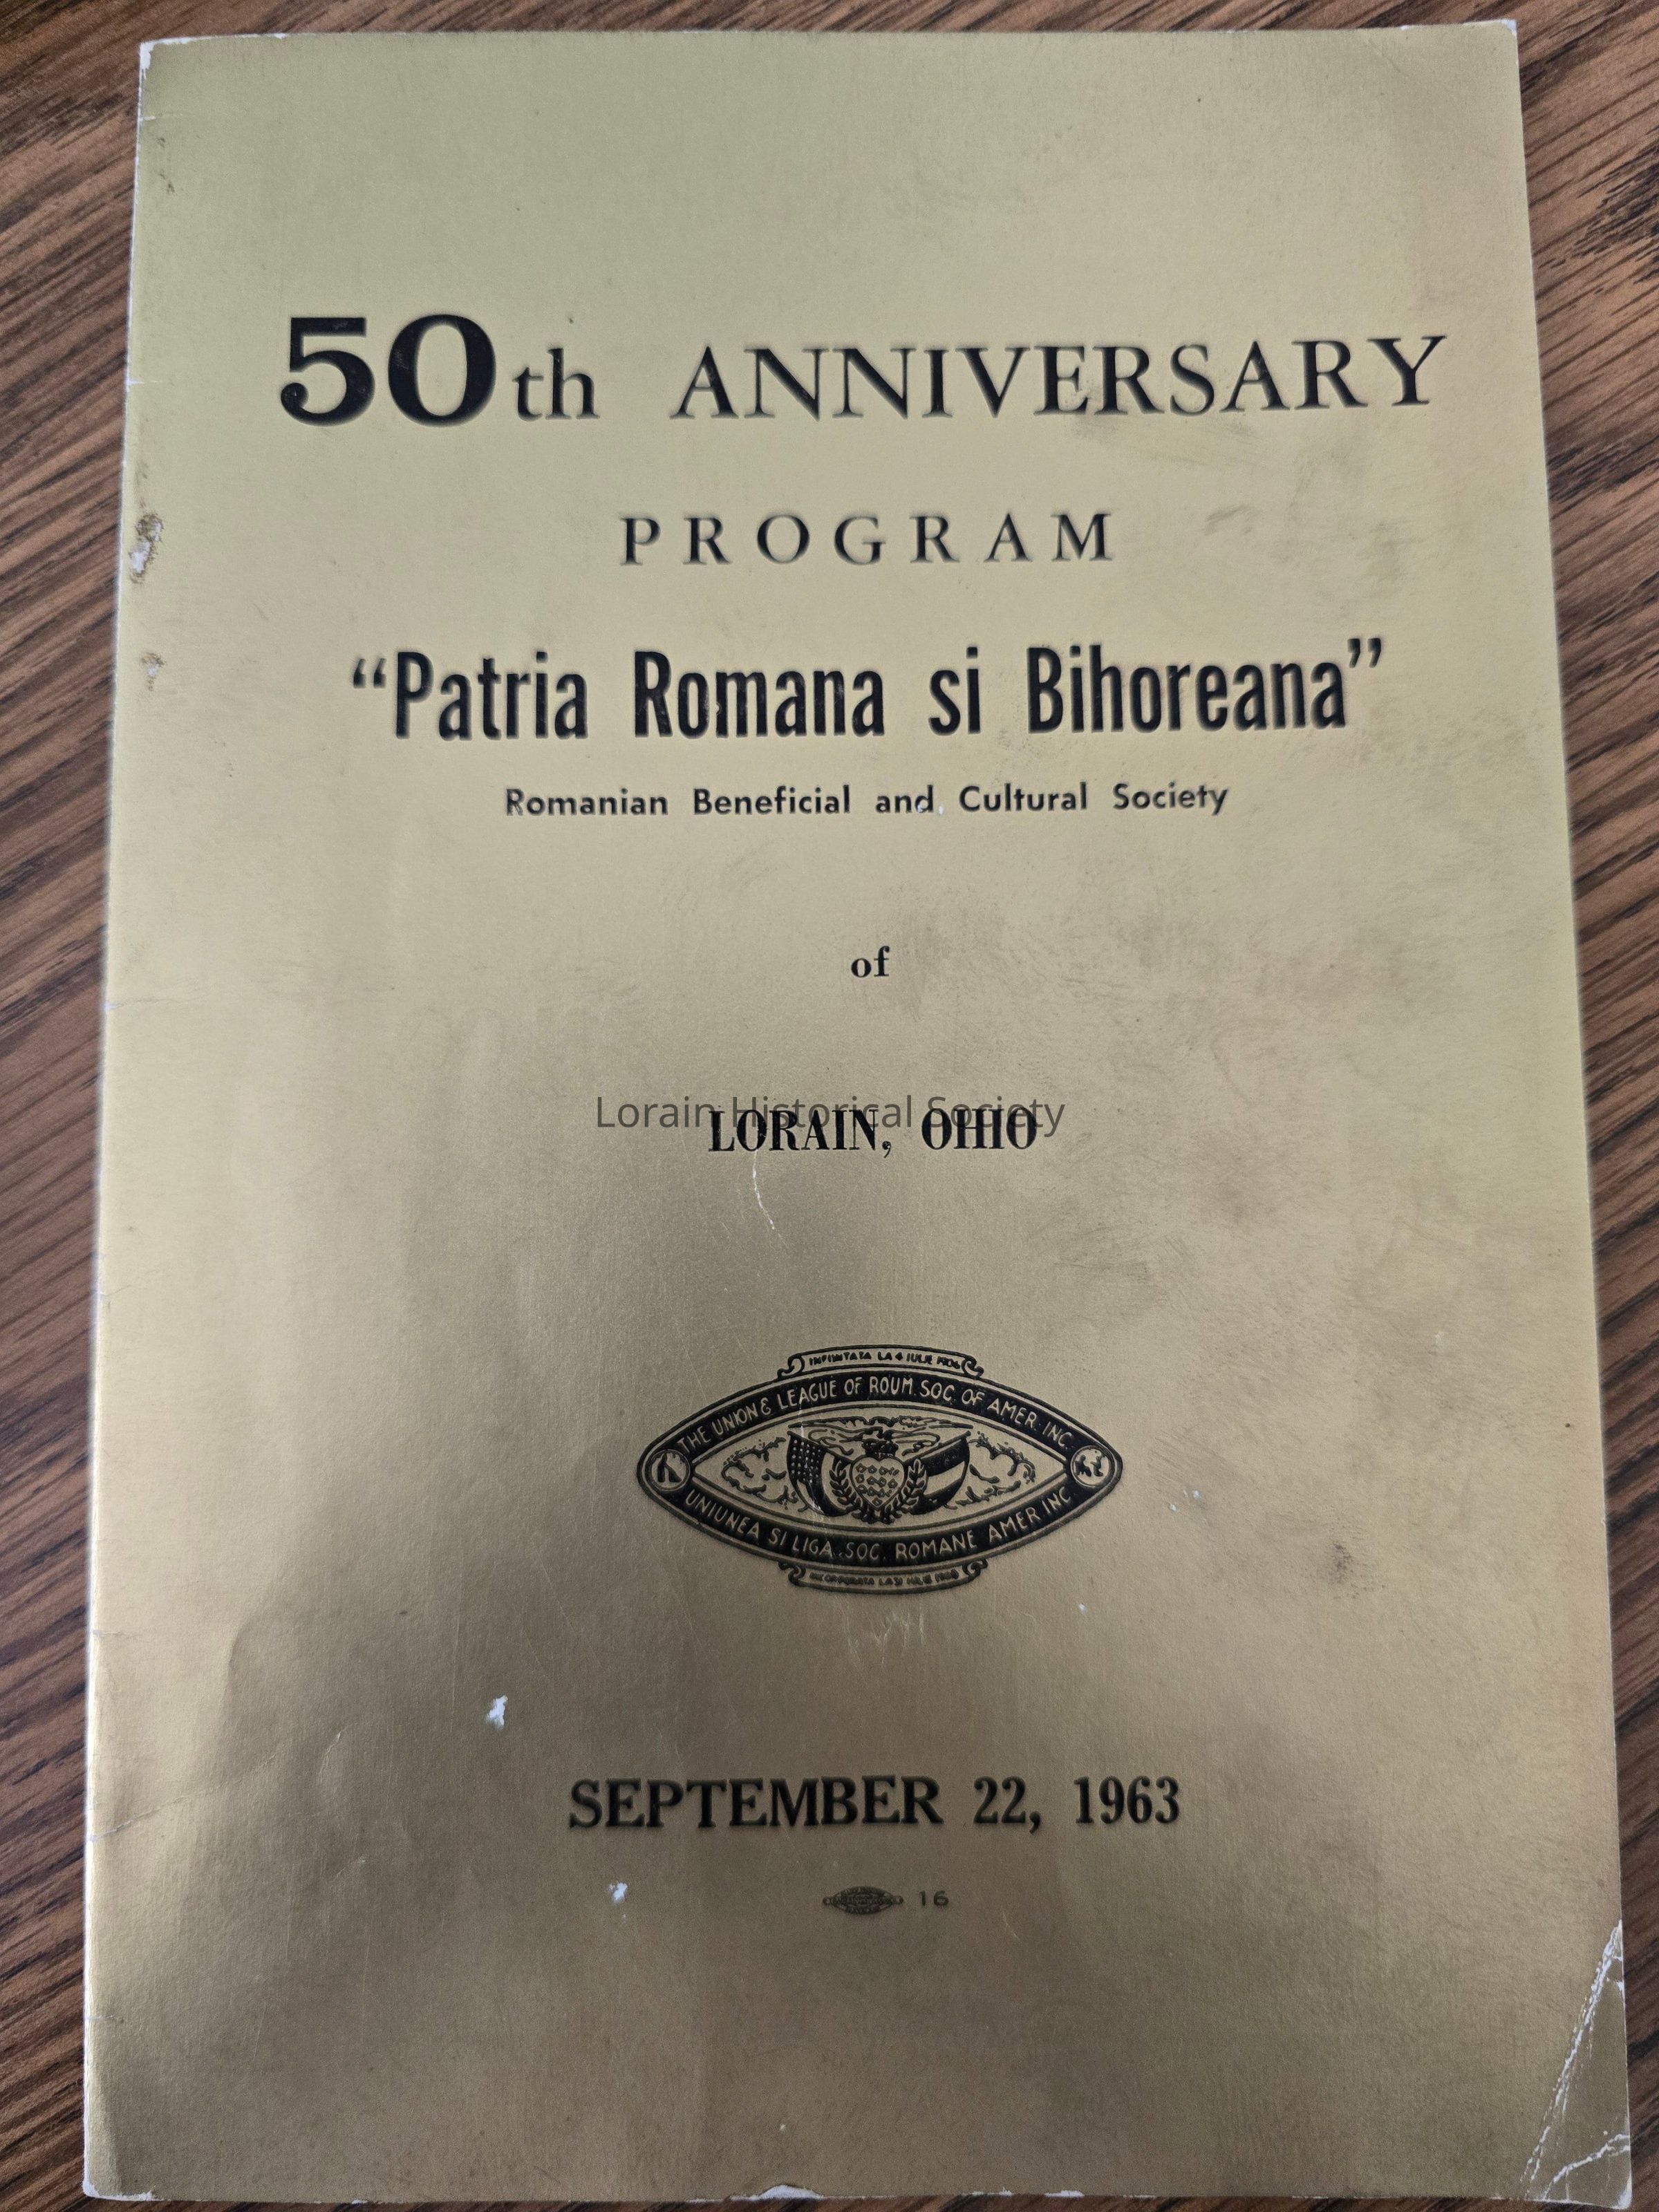 50th ANNIVERSARY
PROGRAM
“Patria Romana si Bihoreana”
Romanian Beneficial and Cultural Society
of
Lorain Historical Society
LORAIN, OHIO
INFIINTATA LA 4 IULIE 1906
THE UNION & LEAGUE OF ROUM. SOC. OF AMER. INC.
UNIUNEA SI LIGA. SOC. ROMANE AMER INC
INCORPORATA LA
SEPTEMBER 22, 1963
16